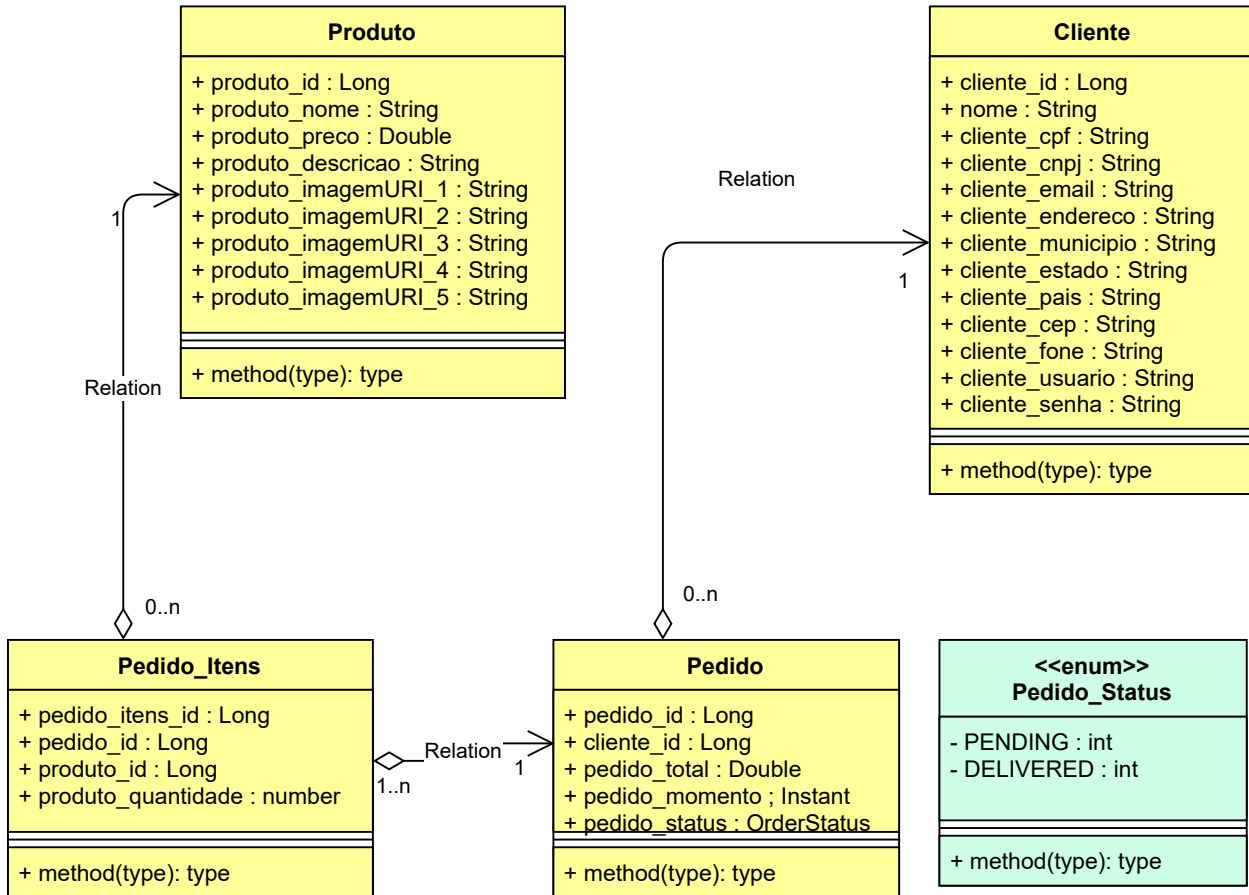 Produto
+ produto_id : Long
+ produto_nome : String
+ produto_preco : Double
+ produto_descricao : String
+ produto_imagemURI_1 : String
+ produto_imagemURI_2 : String
+ produto_imagemURI_3 : String
+ produto_imagemURI_4 : String
+ produto_imagemURI_5 : String
+ method(type): type
Cliente
+ cliente_id : Long
+ nome : String
+ cliente_cpf : String
+ cliente_cnpj : String
+ cliente_email : String
+ cliente_endereco : String
+ cliente_municipio : String
+ cliente_estado : String
+ cliente_pais : String
+ cliente_cep : String
+ cliente_fone : String
+ cliente_usuario : String
+ cliente_senha : String
+ method(type): type
1
Relation
0..n
Relation
1
0..n
Pedido_Itens
+ pedido_itens_id : Long
+ pedido_id : Long
+ produto_id : Long
+ produto_quantidade : number
+ method(type): type
1..n
Relation
1
Pedido
+ pedido_id : Long
+ cliente_id : Long
+ pedido_total : Double
+ pedido_momento ; Instant
+ pedido_status : OrderStatus
+ method(type): type
<<enum>>
Pedido_Status
- PENDING : int
- DELIVERED : int
+ method(type): type